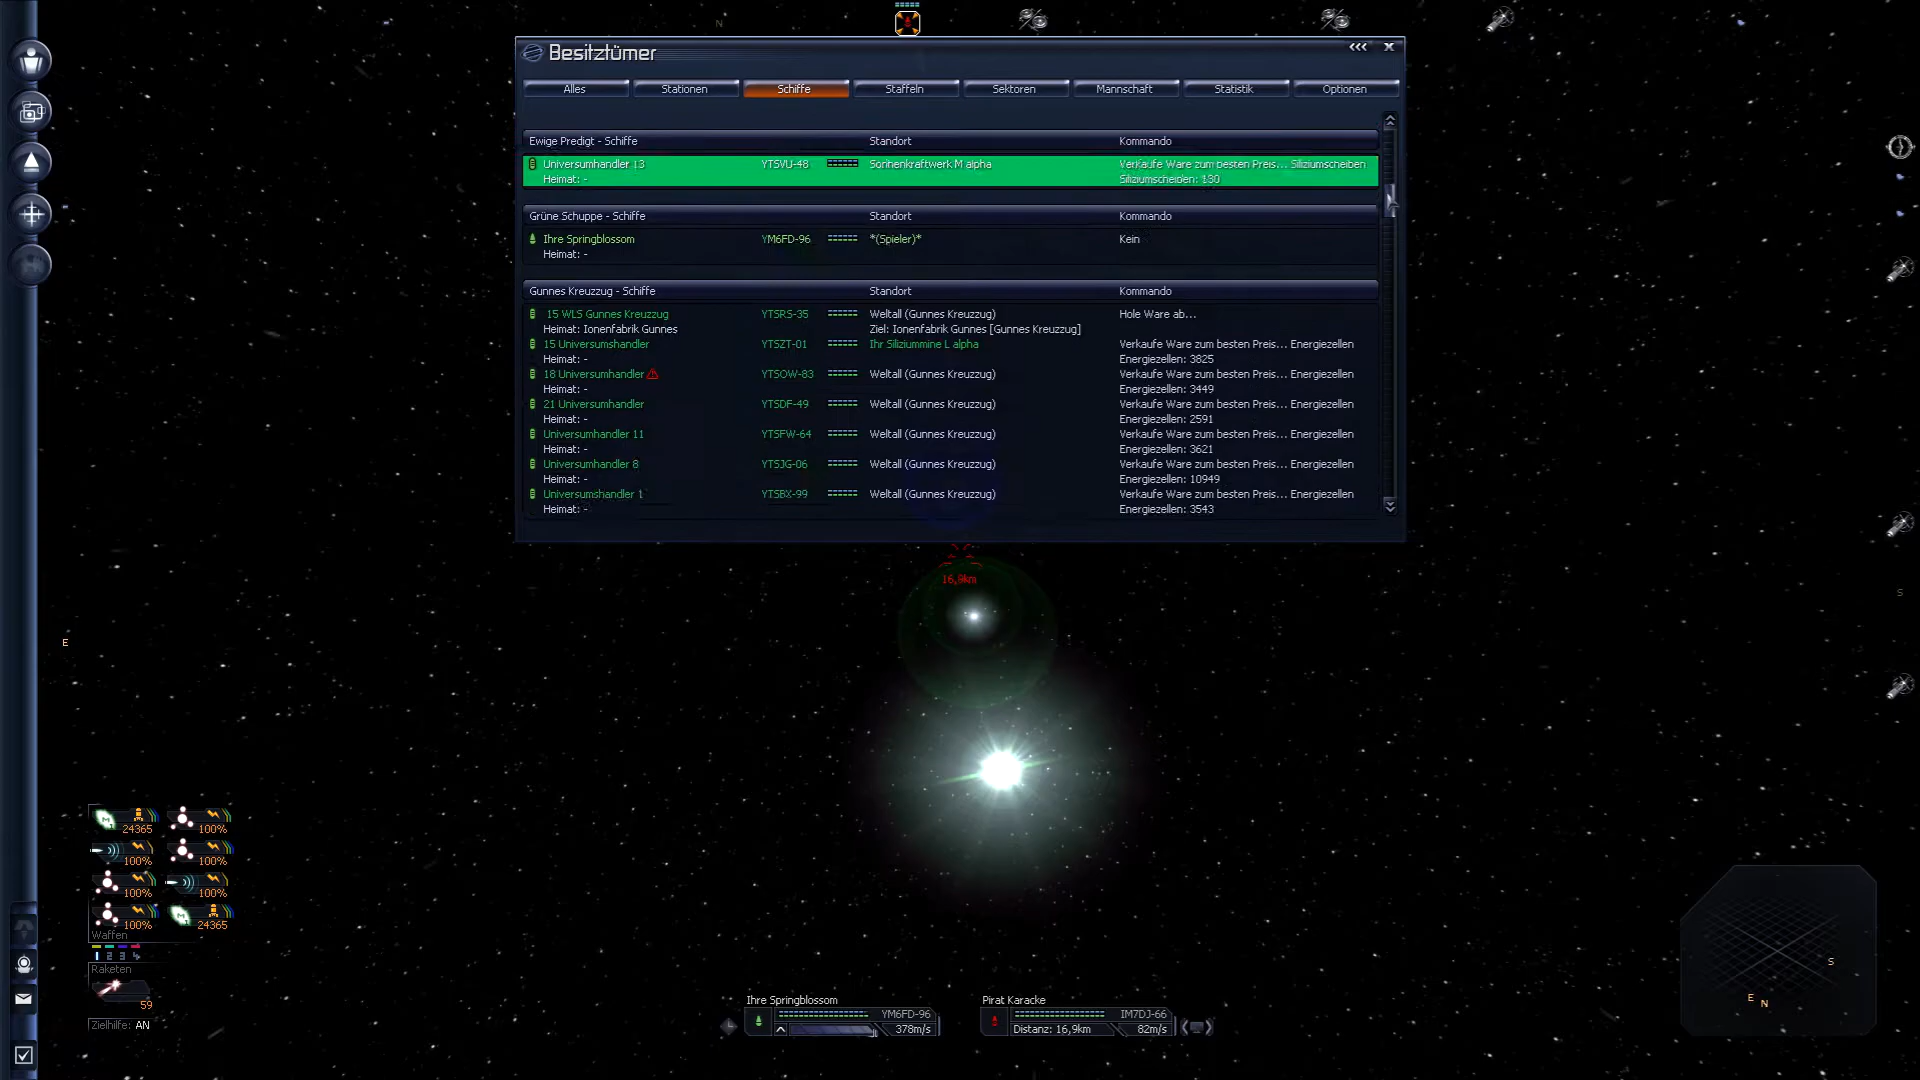 N
Besitztümer
Alles Stationen Schiffe Staffeln Sektoren Mannschaft Statistik Optionen
Ewige Predigt - Schiffe Standort Kommando
Universumhandler 13 YTSVU-48 Sonnenkraftwerk M alpha Verkaufe Ware zum besten Preis... Siliziumscheiben
Heimat: - Siliziumscheiben: 130
Grüne Schuppe - Schiffe Standort Kommando
Ihre Springblossom YM6FD-96 *(Spieler)* Kein
Heimat: -
Gunnes Kreuzzug - Schiffe Standort Kommando
15 WLS Gunnes Kreuzzug YTSRS-35 Weltall (Gunnes Kreuzzug) Hole Ware ab...
Heimat: Ionenfabrik Gunnes Ziel: Ionenfabrik Gunnes [Gunnes Kreuzzug]
15 Universumshandler YTSZT-01 Ihr Siliziummine L alpha Verkaufe Ware zum besten Preis... Energiezellen
Heimat: - Energiezellen: 3825
18 Universumhandler YTSOW-83 Weltall (Gunnes Kreuzzug) Verkaufe Ware zum besten Preis... Energiezellen
Heimat: - Energiezellen: 3449
21 Universumhandler YTSDF-49 Weltall (Gunnes Kreuzzug) Verkaufe Ware zum besten Preis... Energiezellen
Heimat: - Energiezellen: 2591
Universumhandler 11 YTSFW-64 Weltall (Gunnes Kreuzzug) Verkaufe Ware zum besten Preis... Energiezellen
Heimat: - Energiezellen: 3621
Universumhandler 8 YTSJG-06 Weltall (Gunnes Kreuzzug) Verkaufe Ware zum besten Preis... Energiezellen
Heimat: - Energiezellen: 10949
Universumshandler 1 YTSBX-99 Weltall (Gunnes Kreuzzug) Verkaufe Ware zum besten Preis... Energiezellen
Heimat: - Energiezellen: 3543
16,0km
S
E
24365 100%
100% 100%
100% 100%
100% 24365
Waffen
1 2 3 4
Raketen
59
Zielhilfe: AN
Ihre Springblossom
YM6FD-96
378m/s
Pirat Karacke
IM7DJ-66
Distanz: 16,9km 82m/s
S
E N